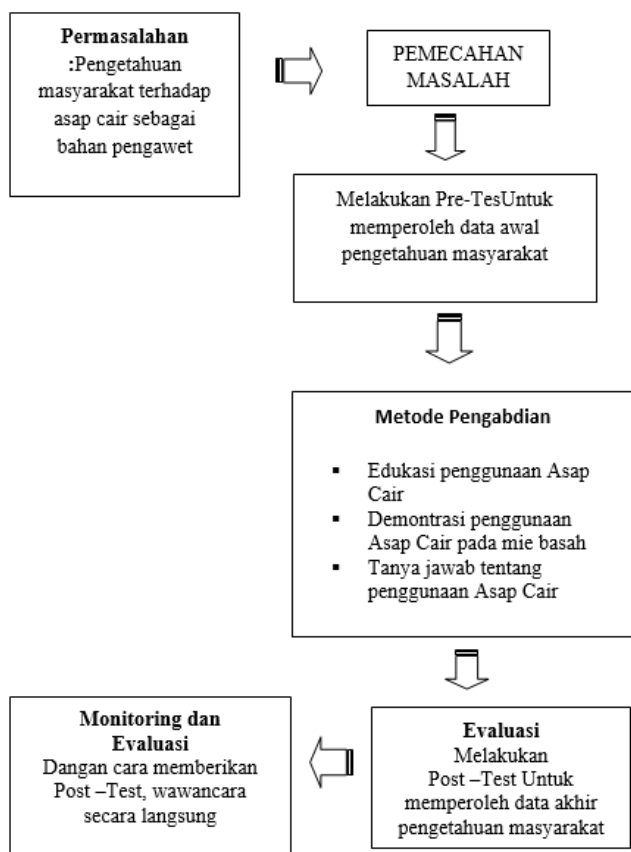 Permasalahan
:Pengetahuan
masyarakat terhadap
asap cair sebagai
bahan pengawet
PEMECAHAN
MASALAH
Melakukan Pre-TesUntuk
memperoleh data awal
pengetahuan masyarakat
Metode Pengabdian
▪ Edukasi penggunaan Asap
Cair
▪ Demontrasi penggunaan
Asap Cair pada mie basah
▪ Tanya jawab tentang
penggunaan Asap Cair
Evaluasi
Melakukan
Post –Test Untuk
memperoleh data akhir
pengetahuan masyarakat
Monitoring dan
Evaluasi
Dangan cara memberikan
Post –Test, wawancara
secara langsung